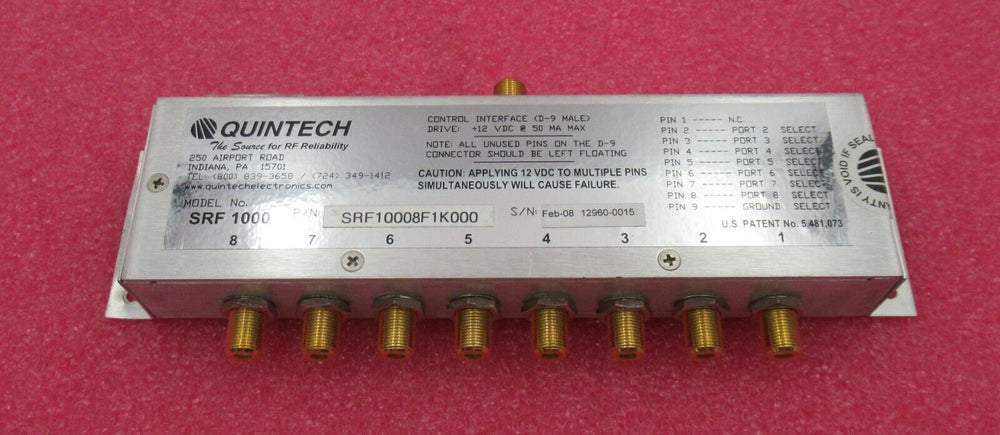 QUINTECH
The Source for RF Reliability
250 AIRPORT ROAD
INDIANA, PA 15701
TEL: (800) 839-3658 / (724) 349-1412
www.quintechelectronics.com
MODEL No.
SRF 1000
P/N:
SRF10008F1K000
S/N: Feb-08 12960-0015
CONTROL INTERFACE (D-9 MALE)
DRIVE: +12 VDC @ 50 MA MAX
NOTE: ALL UNUSED PINS ON THE D-9
CONNECTOR SHOULD BE LEFT FLOATING
CAUTION: APPLYING 12 VDC TO MULTIPLE PINS
SIMULTANEOUSLY WILL CAUSE FAILURE.
PIN 1 ----- N.C.
PIN 2 ----- PORT 2 SELECT
PIN 3 ----- PORT 3 SELECT
PIN 4 ----- PORT 4 SELECT
PIN 5 ----- PORT 5 SELECT
PIN 6 ----- PORT 6 SELECT
PIN 7 ----- PORT 7 SELECT
PIN 8 ----- PORT 8 SELECT
PIN 9 ----- GROUND SELECT
U.S. PATENT No. 5,481,073
NTY IS VOID IF SEAL
8 7 6 5 4 3 2 1